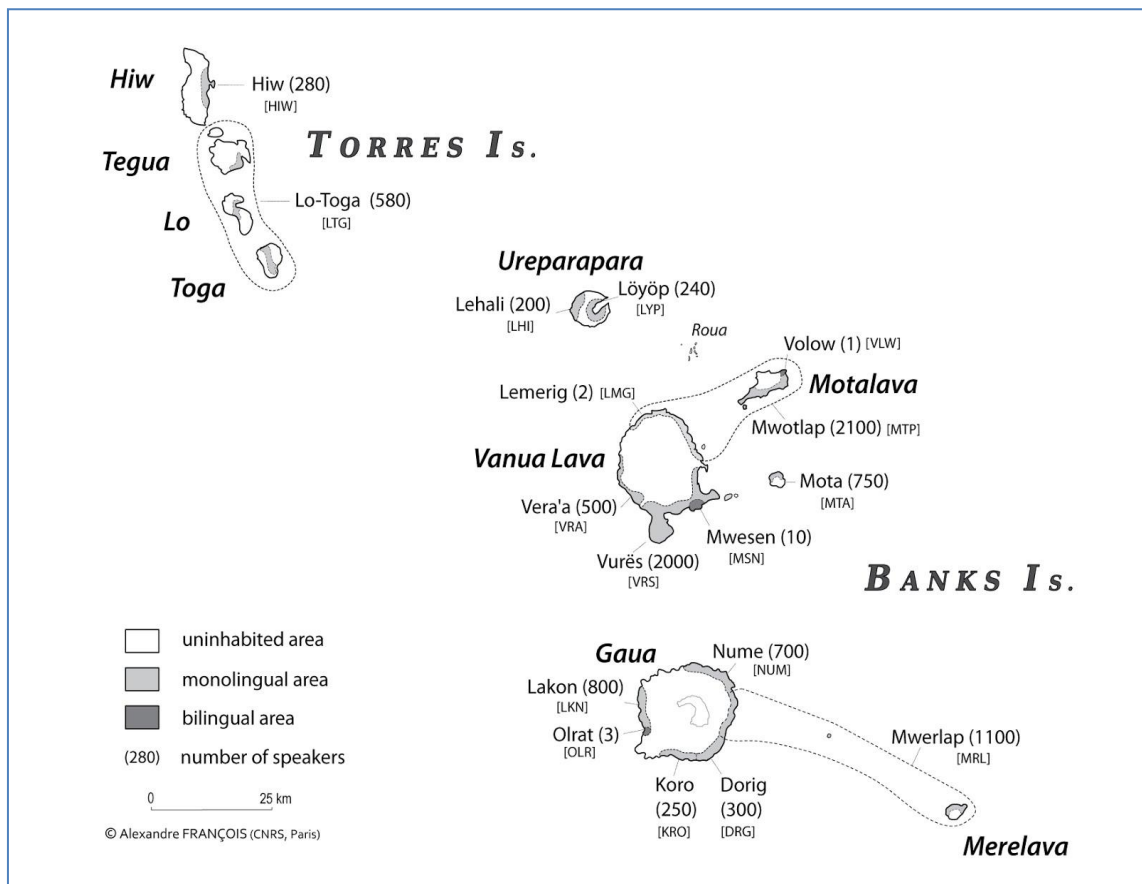 Hiw
Hiw (280)
[HIW]
TORRES IS.
Tegua
Lo-Toga (580)
[LTG]
Lo
Toga
Ureparapara
Löyöp (240)
[LYP]
Lehali (200)
[LHI]
Roua
Volow (1) [VLW]
Motalava
Lemerig (2) [LMG]
Mwotlap (2100) [MTP]
Vanua Lava
Mota (750)
[MTA]
Vera'a (500)
[VRA]
Mwesen (10)
[MSN]
Vurës (2000)
[VRS]
BANKS IS.
uninhabited area
monolingual area
bilingual area
(280) number of speakers
0 25 km
© Alexandre FRANÇOIS (CNRS, Paris)
Gaua
Nume (700)
[NUM]
Lakon (800)
[LKN]
Olrat (3)
[OLR]
Mwerlap (1100)
[MRL]
Koro
(250)
[KRO]
Dorig
(300)
[DRG]
Merelava